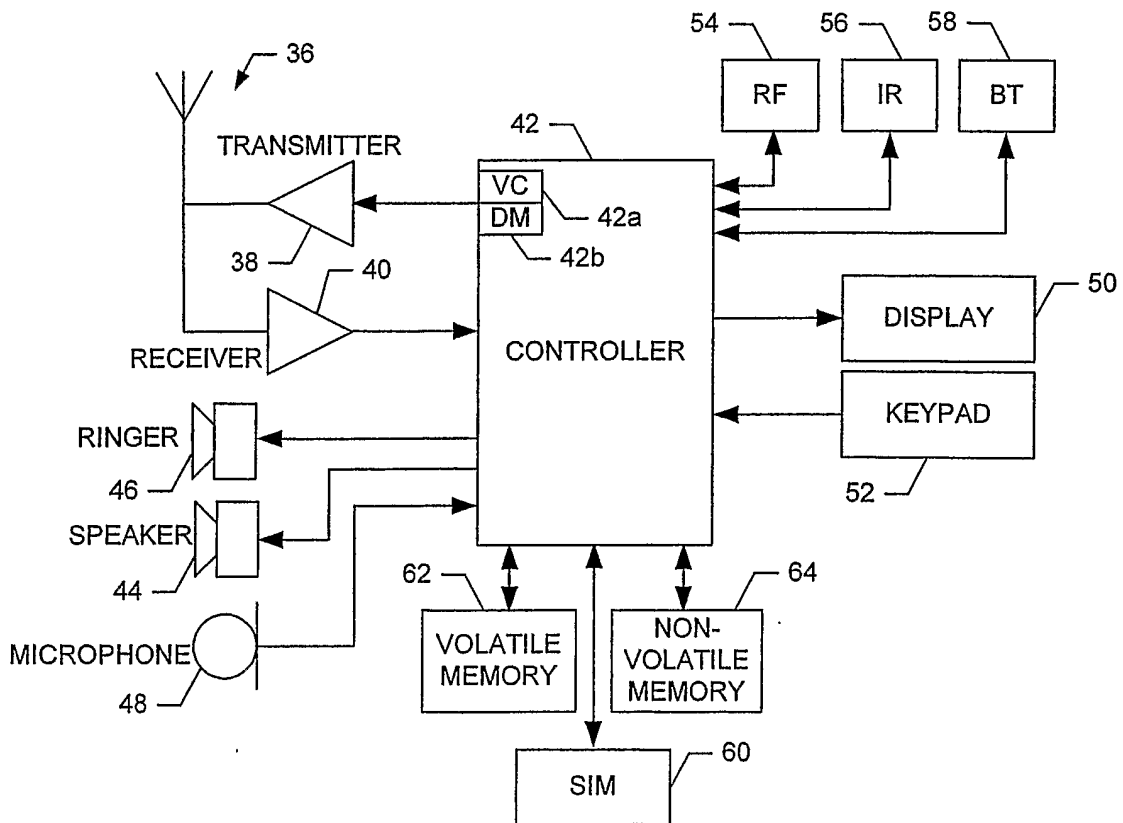 54
56
58
36
RF
IR
BT
TRANSMITTER
42
VC
DM
42a
42b
38
40
50
DISPLAY
RECEIVER
CONTROLLER
KEYPAD
RINGER
46
52
SPEAKER
44
62
64
VOLATILE
MEMORY
NON-
VOLATILE
MEMORY
MICROPHONE
48
60
SIM